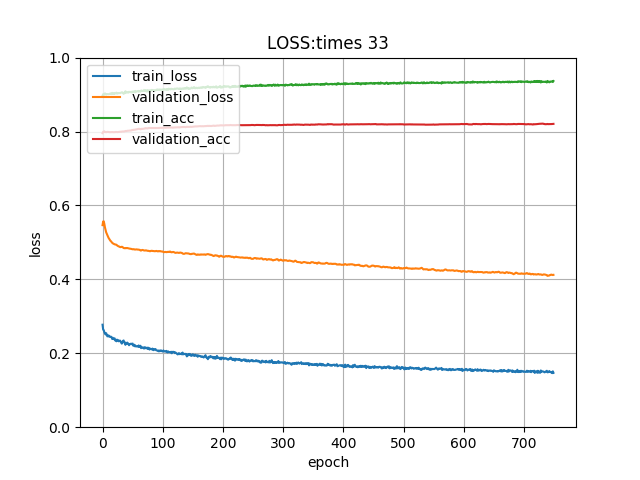 LOSS:times 33
train_loss
validation_loss
train_acc
validation_acc
1.0
0.8
0.6
0.4
0.2
0.0
loss
0 100 200 300 400 500 600 700
epoch